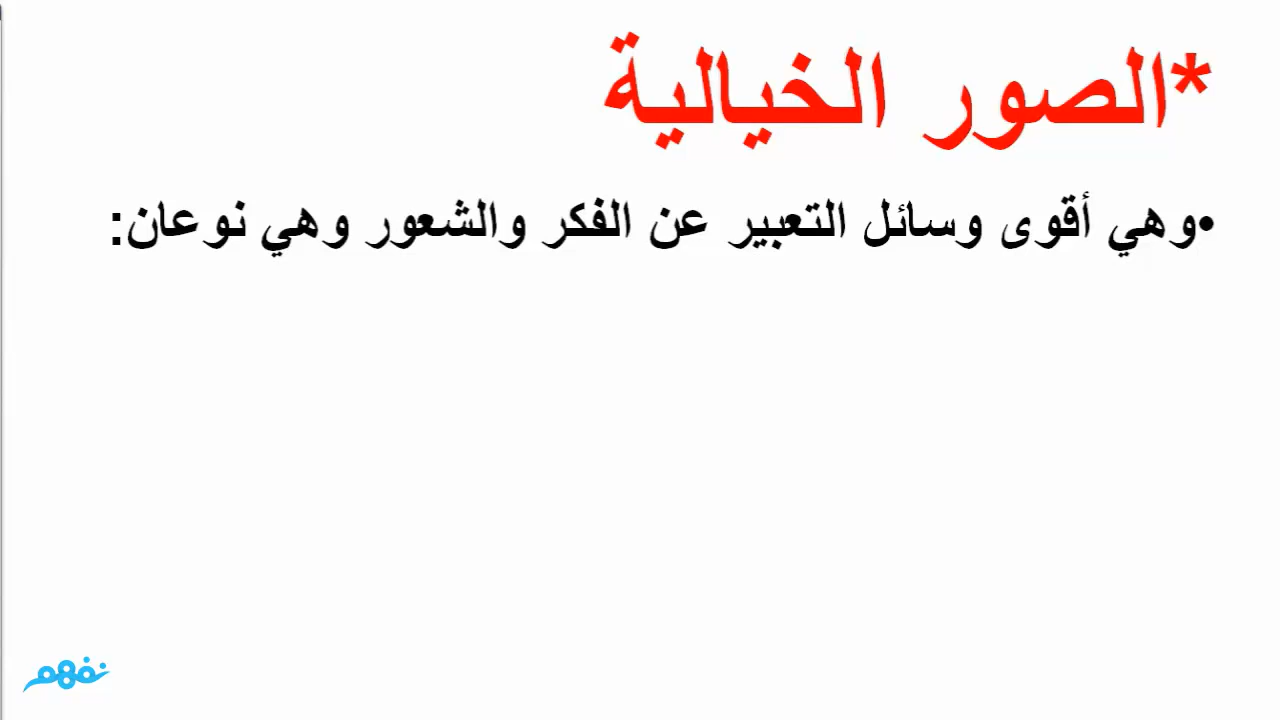 *الصور الخيالية
•وهي أقوى وسائل التعبير عن الفكر والشعور وهي نوعان:
نفهم